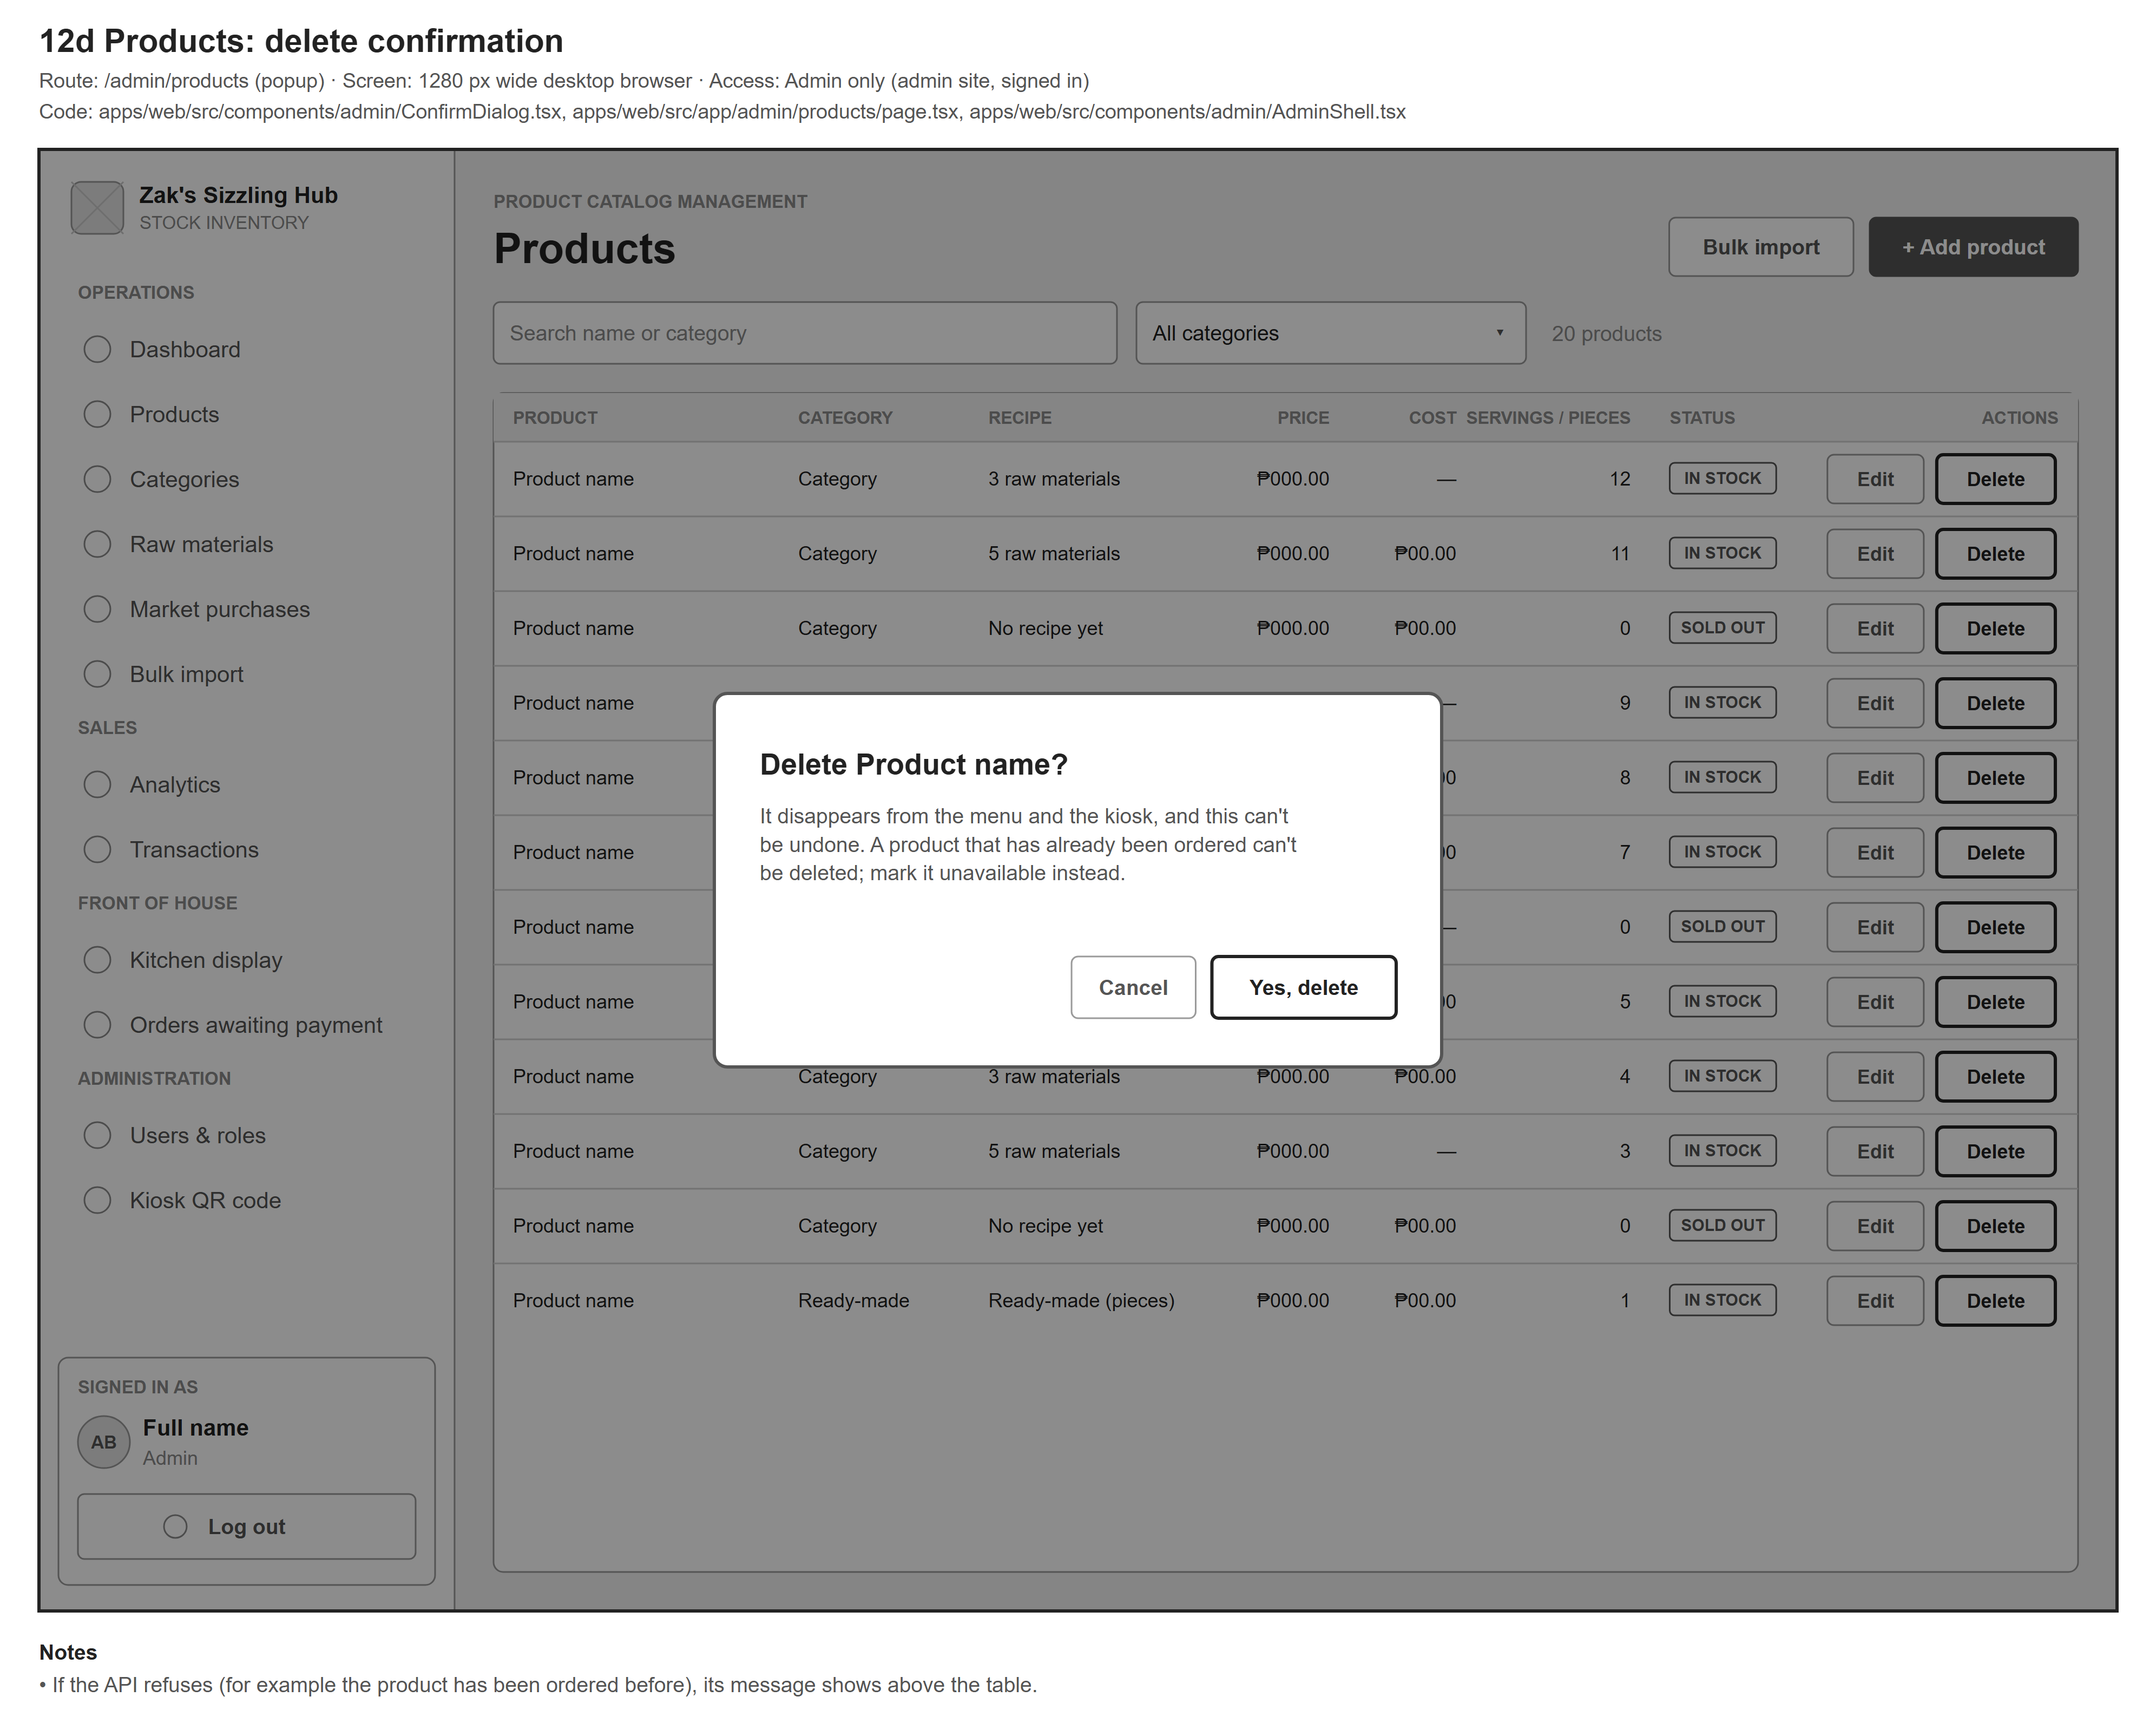 12d Products: delete confirmation
Route: /admin/products (popup) · Screen: 1280 px wide desktop browser · Access: Admin only (admin site, signed in)
Code: apps/web/src/components/admin/ConfirmDialog.tsx, apps/web/src/app/admin/products/page.tsx, apps/web/src/components/admin/AdminShell.tsx
Zak's Sizzling Hub
STOCK INVENTORY
OPERATIONS
Dashboard
Products
Categories
Raw materials
Market purchases
Bulk import
SALES
Analytics
Transactions
FRONT OF HOUSE
Kitchen display
Orders awaiting payment
ADMINISTRATION
Users & roles
Kiosk QR code
SIGNED IN AS
AB
Full name
Admin
Log out
PRODUCT CATALOG MANAGEMENT
Products
Bulk import
+ Add product
Search name or category
All categories
20 products
PRODUCT CATEGORY RECIPE PRICE COST SERVINGS / PIECES STATUS ACTIONS
Product name Category 3 raw materials ₱000.00 — 12 IN STOCK Edit Delete
Product name Category 5 raw materials ₱000.00 ₱00.00 11 IN STOCK Edit Delete
Product name Category No recipe yet ₱000.00 ₱00.00 0 SOLD OUT Edit Delete
Product name — 9 IN STOCK Edit Delete
Product name 0 8 IN STOCK Edit Delete
Product name 0 7 IN STOCK Edit Delete
Product name — 0 SOLD OUT Edit Delete
Product name 0 5 IN STOCK Edit Delete
Product name Category 3 raw materials ₱000.00 ₱00.00 4 IN STOCK Edit Delete
Product name Category 5 raw materials ₱000.00 — 3 IN STOCK Edit Delete
Product name Category No recipe yet ₱000.00 ₱00.00 0 SOLD OUT Edit Delete
Product name Ready-made Ready-made (pieces) ₱000.00 ₱00.00 1 IN STOCK Edit Delete
Delete Product name?
It disappears from the menu and the kiosk, and this can't
be undone. A product that has already been ordered can't
be deleted; mark it unavailable instead.
Cancel
Yes, delete
Notes
• If the API refuses (for example the product has been ordered before), its message shows above the table.